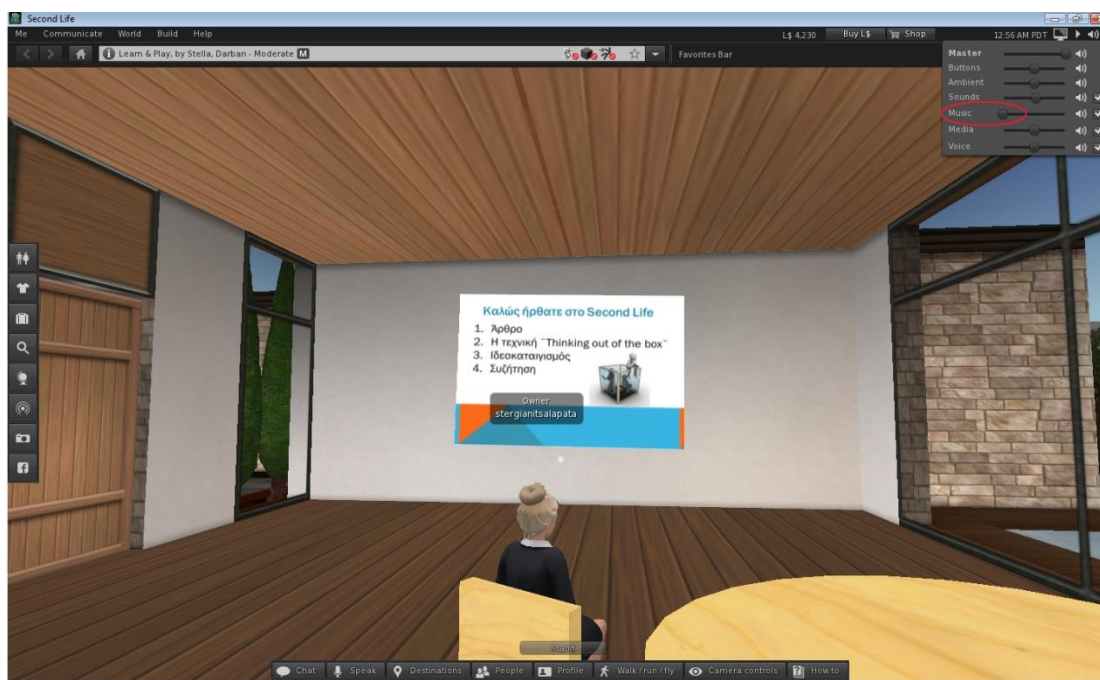 Second Life
Me Communicate World Build Help
L$ 4,230 Buy L$ Shop 12:56 AM PDT
Learn & Play, by Stella, Darban - Moderate M
Favorites Bar
Master
Buttons
Ambient
Sounds
Music
Media
Voice
Καλώς ήρθατε στο Second Life
1. Άρθρο
2. Η τεχνική ¨Thinking out of the box¨
3. Ιδεοκαταιγισμός
4. Συζήτηση
Owner
stergianitsalapata
Stand
Chat Speak Destinations People Profile Walk / run / fly Camera controls How to